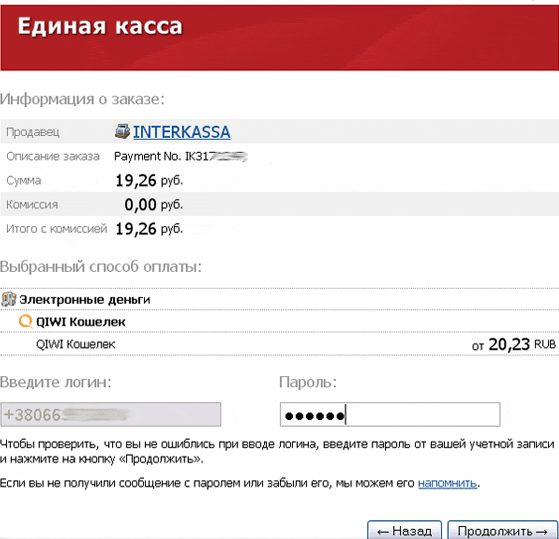 Единая касса
Информация о заказе:
Продавец INTERKASSA
Описание заказа Payment No. IK317
Сумма 19,26 руб.
Комиссия 0,00 руб.
Итого с комиссией 19,26 руб.
Выбранный способ оплаты:
Электронные деньги
QIWI Кошелек
QIWI Кошелек от 20,23 RUB
Введите логин: Пароль:
+38066 ●●●●●●
Чтобы проверить, что вы не ошиблись при вводе логина, введите пароль от вашей учетной записи
и нажмите на кнопку «Продолжить».
Если вы не получили сообщение с паролем или забыли его, мы можем его напомнить.
← Назад Продолжить →